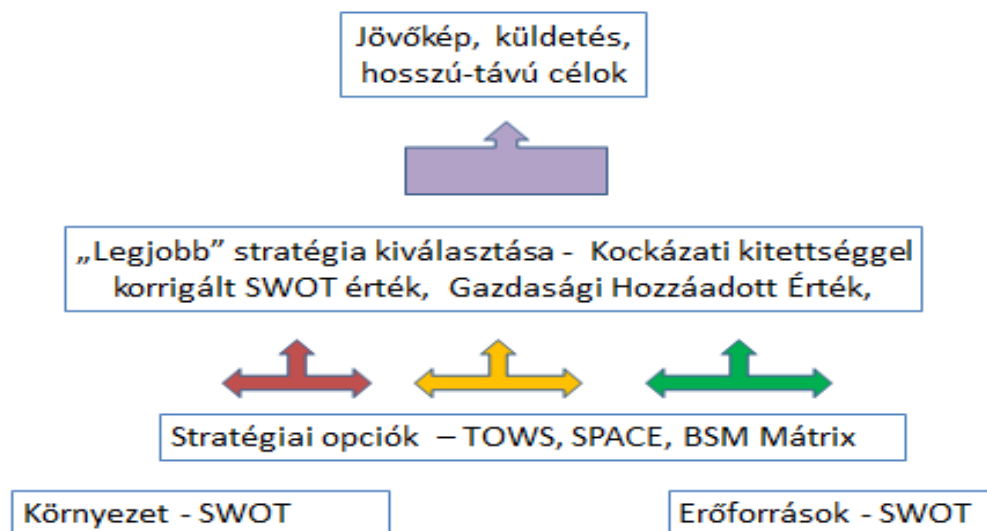 Jövőkép, küldetés,
hosszú-távú célok
„Legjobb” stratégia kiválasztása - Kockázati kitettséggel
korrigált SWOT érték, Gazdasági Hozzáadott Érték,
Stratégiai opciók – TOWS, SPACE, BSM Mátrix
Környezet - SWOT
Erőforrások - SWOT